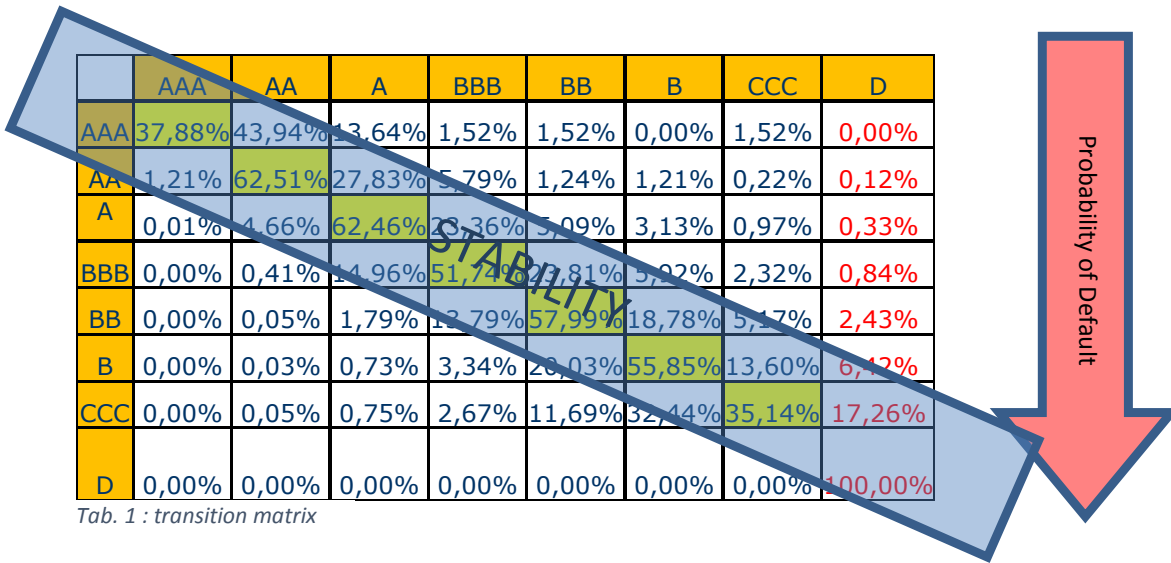 AAA AA A BBB BB B CCC D
AAA 37,88% 43,94% 13,64% 1,52% 1,52% 0,00% 1,52% 0,00%
AA 1,21% 62,51% 27,83% 5,79% 1,24% 1,21% 0,22% 0,12%
A 0,01% 4,66% 62,46% 23,36% 5,09% 3,13% 0,97% 0,33%
BBB 0,00% 0,41% 14,96% 51,74% 23,81% 5,92% 2,32% 0,84%
BB 0,00% 0,05% 1,79% 13,79% 57,99% 18,78% 5,17% 2,43%
B 0,00% 0,03% 0,73% 3,34% 20,03% 55,85% 13,60% 6,42%
CCC 0,00% 0,05% 0,75% 2,67% 11,69% 32,44% 35,14% 17,26%
D 0,00% 0,00% 0,00% 0,00% 0,00% 0,00% 0,00% 100,00%
STABILITY
Probability of Default
Tab. 1 : transition matrix